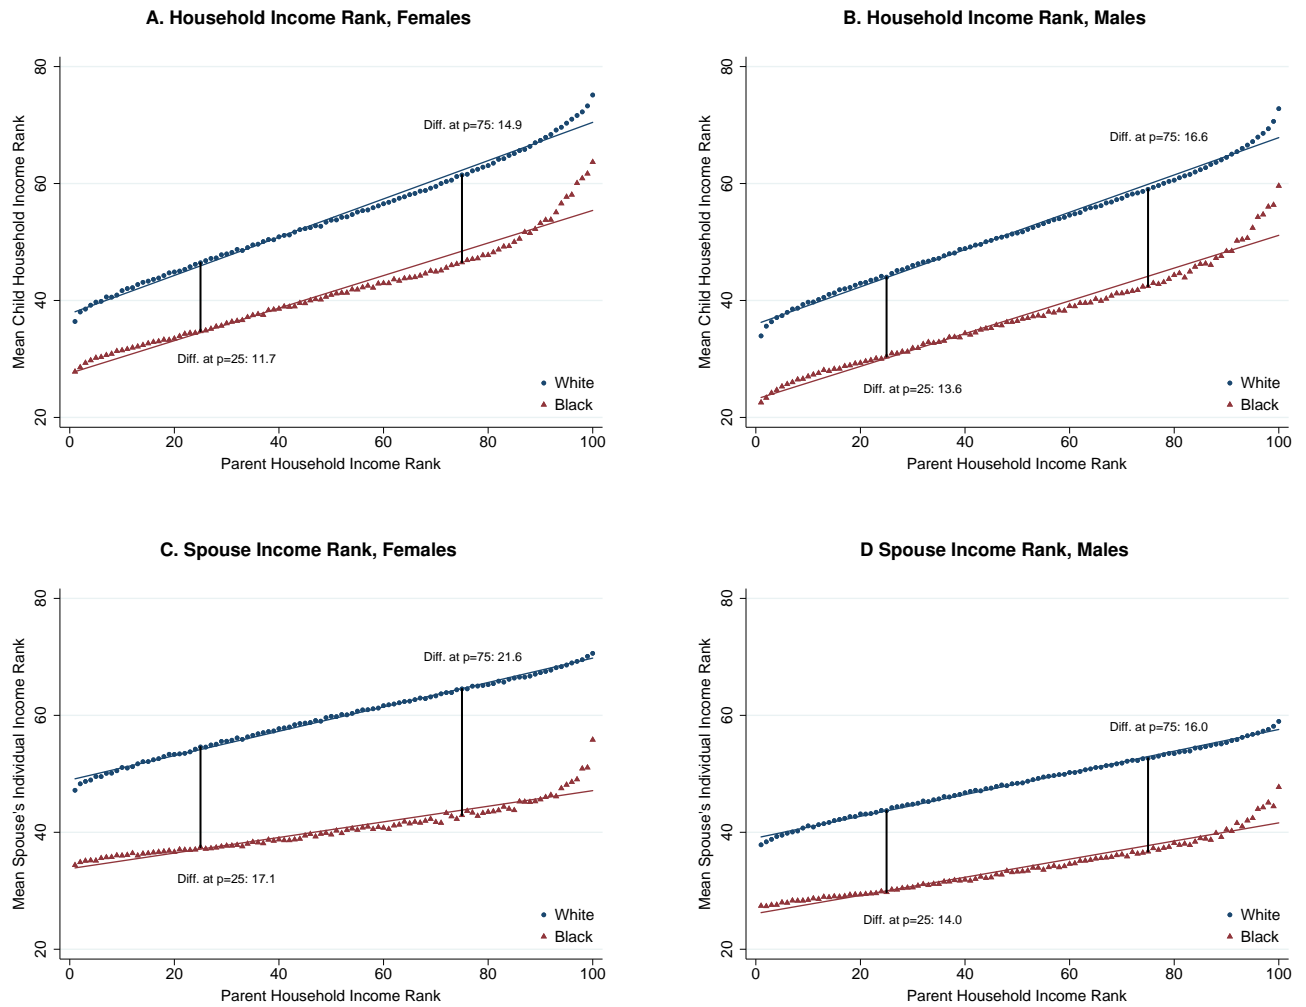 A. Household Income Rank, Females
Mean Child Household Income Rank
80
60
40
20
Diff. at p=75: 14.9
Diff. at p=25: 11.7
White
Black
0 20 40 60 80 100
Parent Household Income Rank
B. Household Income Rank, Males
Mean Child Household Income Rank
80
60
40
20
Diff. at p=75: 16.6
Diff. at p=25: 13.6
White
Black
0 20 40 60 80 100
Parent Household Income Rank
C. Spouse Income Rank, Females
Mean Spouse's Individual Income Rank
80
60
40
20
Diff. at p=75: 21.6
Diff. at p=25: 17.1
White
Black
0 20 40 60 80 100
Parent Household Income Rank
D Spouse Income Rank, Males
Mean Spouse's Individual Income Rank
80
60
40
20
Diff. at p=75: 16.0
Diff. at p=25: 14.0
White
Black
0 20 40 60 80 100
Parent Household Income Rank